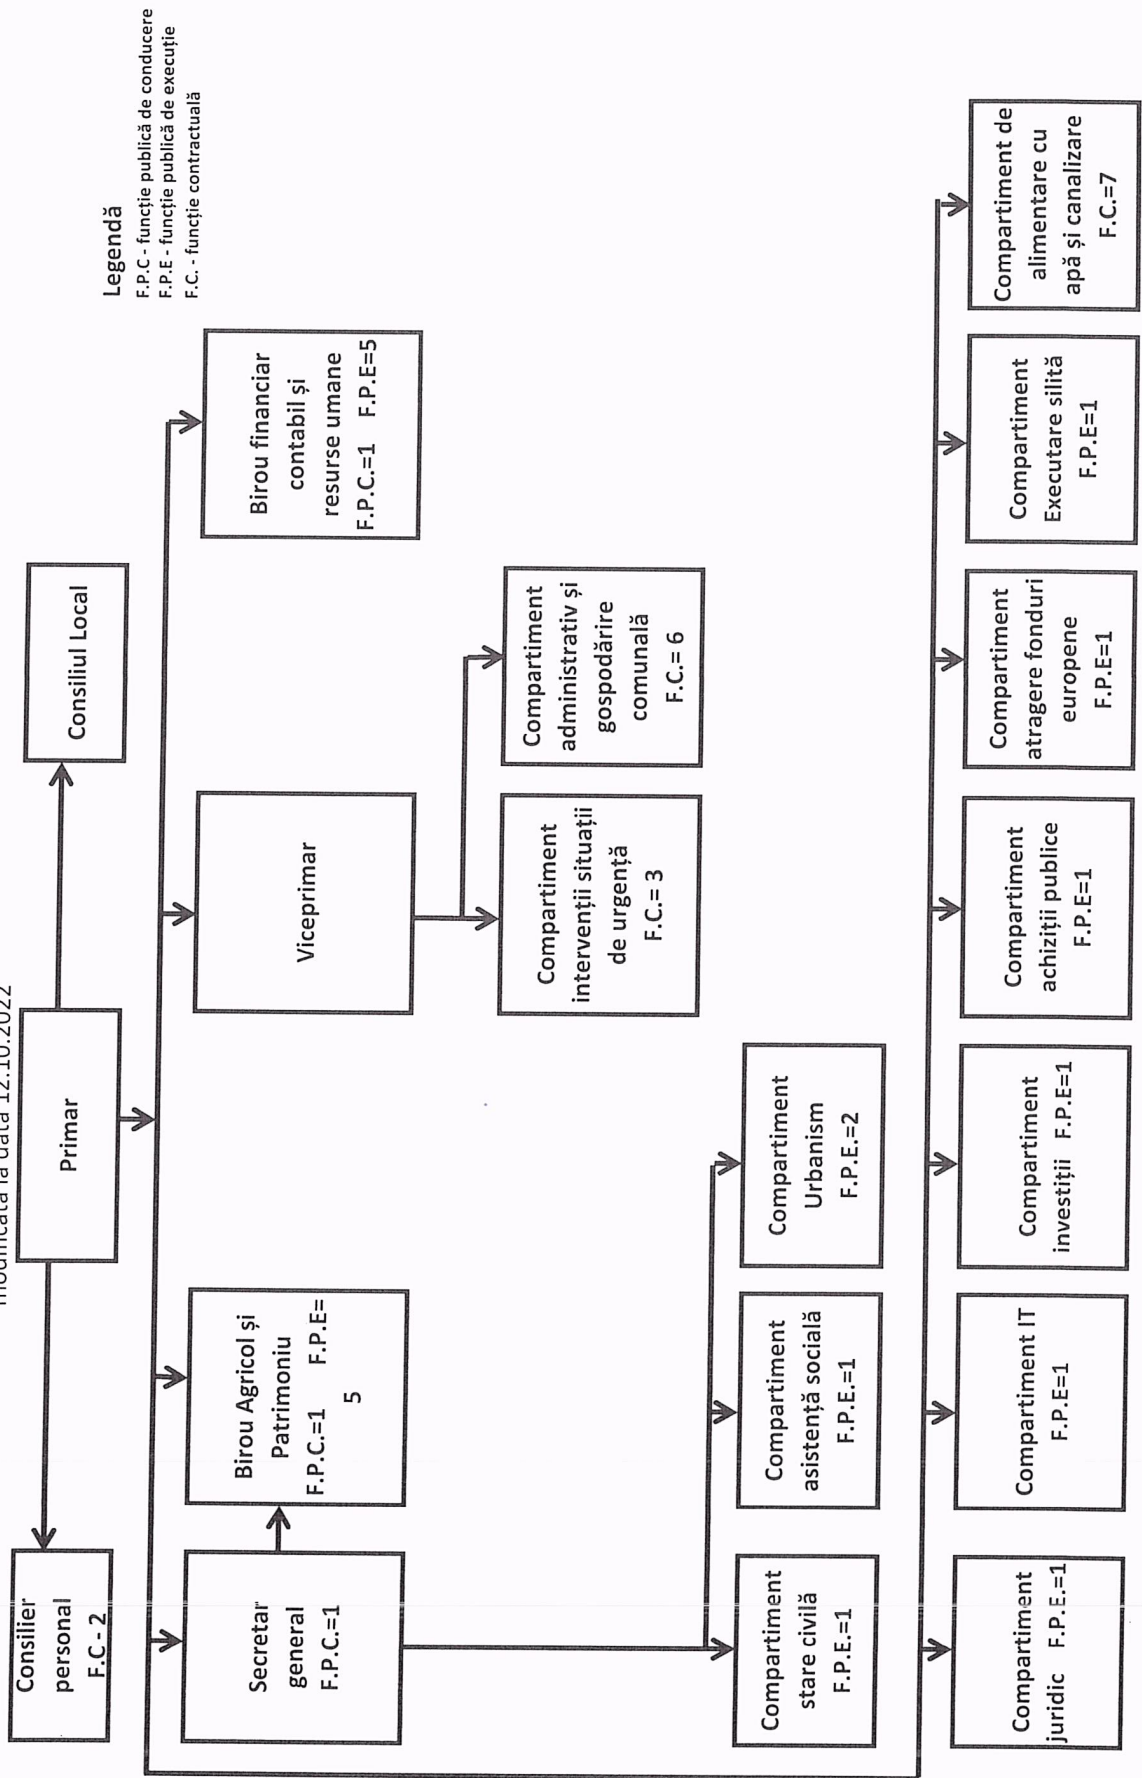 modificată la data 12.10.2022
Consilier
personal
F.C - 2
Primar
Consiliul Local
Legendă
F.P.C - funcție publică de conducere
F.P.E - funcție publică de execuție
F.C. - funcție contractuală
Secretar
general
F.P.C.=1
Birou Agricol și
Patrimoniu
F.P.C.=1 F.P.E=
5
Viceprimar
Birou financiar
contabil și
resurse umane
F.P.C.=1 F.P.E=5
Compartiment
intervenții situații
de urgență
F.C.= 3
Compartiment
administrativ și
gospodărire
comunală
F.C.= 6
Compartiment
stare civilă
F.P.E.=1
Compartiment
asistență socială
F.P.E.=1
Compartiment
Urbanism
F.P.E.=2
Compartiment
juridic F.P.E.=1
Compartiment IT
F.P.E=1
Compartiment
investiții F.P.E=1
Compartiment
achiziții publice
F.P.E=1
Compartiment
atragere fonduri
europene
F.P.E=1
Compartiment
Executare silită
F.P.E=1
Compartiment de
alimentare cu
apă și canalizare
F.C.=7